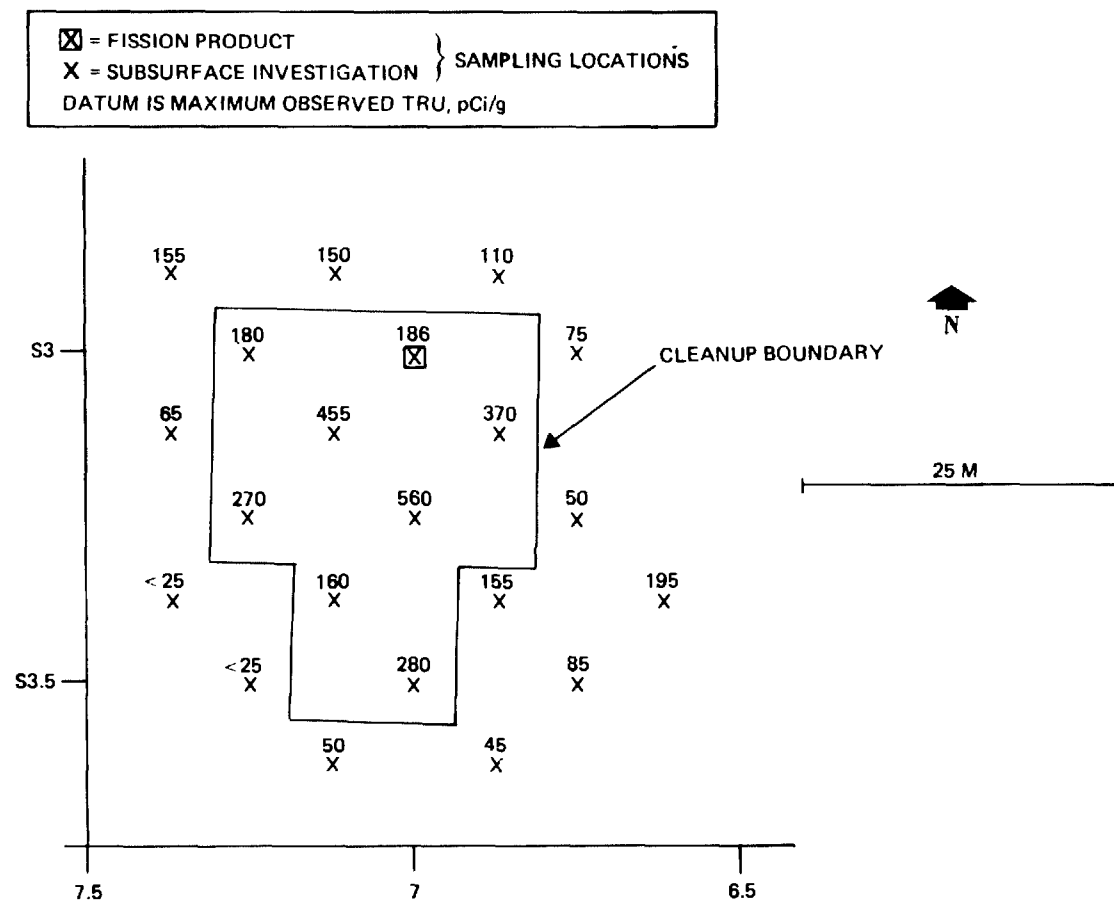 ☒ = FISSION PRODUCT
X = SUBSURFACE INVESTIGATION
} SAMPLING LOCATIONS
DATUM IS MAXIMUM OBSERVED TRU, pCi/g
155 150 110
X X X
180 186 75
S3 X ☒ X
N
CLEANUP BOUNDARY
65 455 370
X X X
25 M
270 560 50
X X X
<25 160 155 195
X X X X
<25 280 85
S3.5 X X X
50 45
X X
7.5 7 6.5